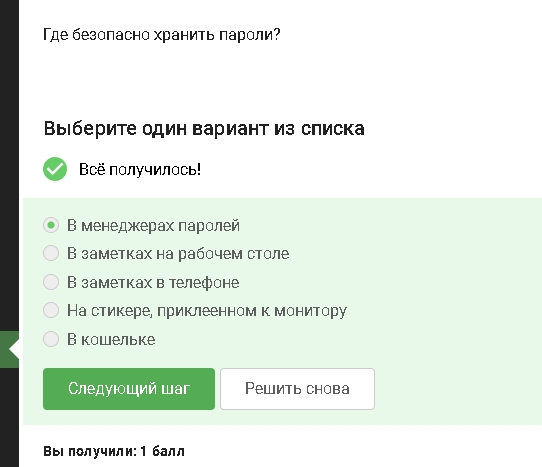 Где безопасно хранить пароли?
Выберите один вариант из списка
Всё получилось!
В менеджерах паролей
В заметках на рабочем столе
В заметках в телефоне
На стикере, приклеенном к монитору
В кошельке
Следующий шаг
Решить снова
Вы получили: 1 балл